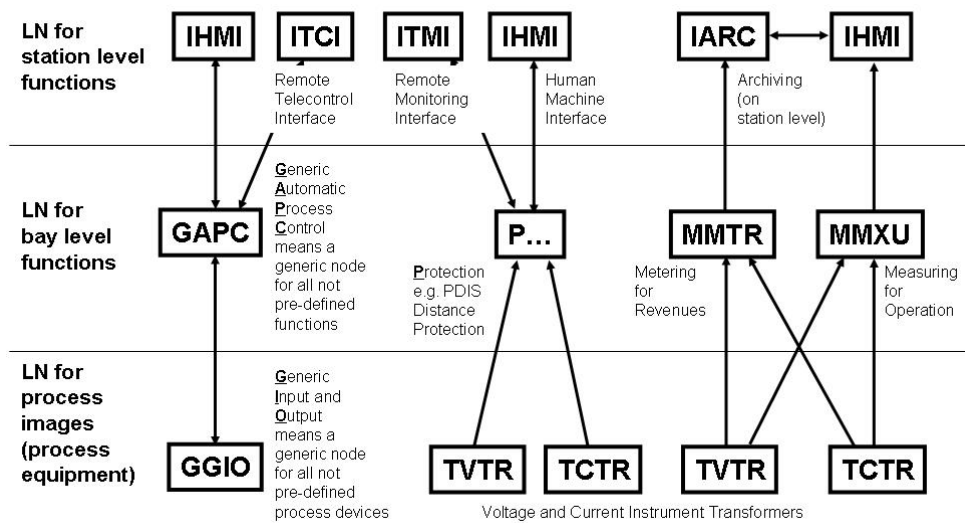 LN for
station level
functions
IHMI
ITCI
ITMI
IHMI
IARC
IHMI
Remote
Telecontrol
Interface
Remote
Monitoring
Interface
Human
Machine
Interface
Archiving
(on
station level)
LN for
bay level
functions
GAPC
Generic
Automatic
Process
Control
means a
generic node
for all not
pre-defined
functions
P...
Protection
e.g. PDIS
Distance
Protection
MMTR
Metering
for
Revenues
MMXU
Measuring
for
Operation
LN for
process
images
(process
equipment)
GGIO
Generic
Input and
Output
means a
generic node
for all not
pre-defined
process devices
TVTR
TCTR
TVTR
TCTR
Voltage and Current Instrument Transformers